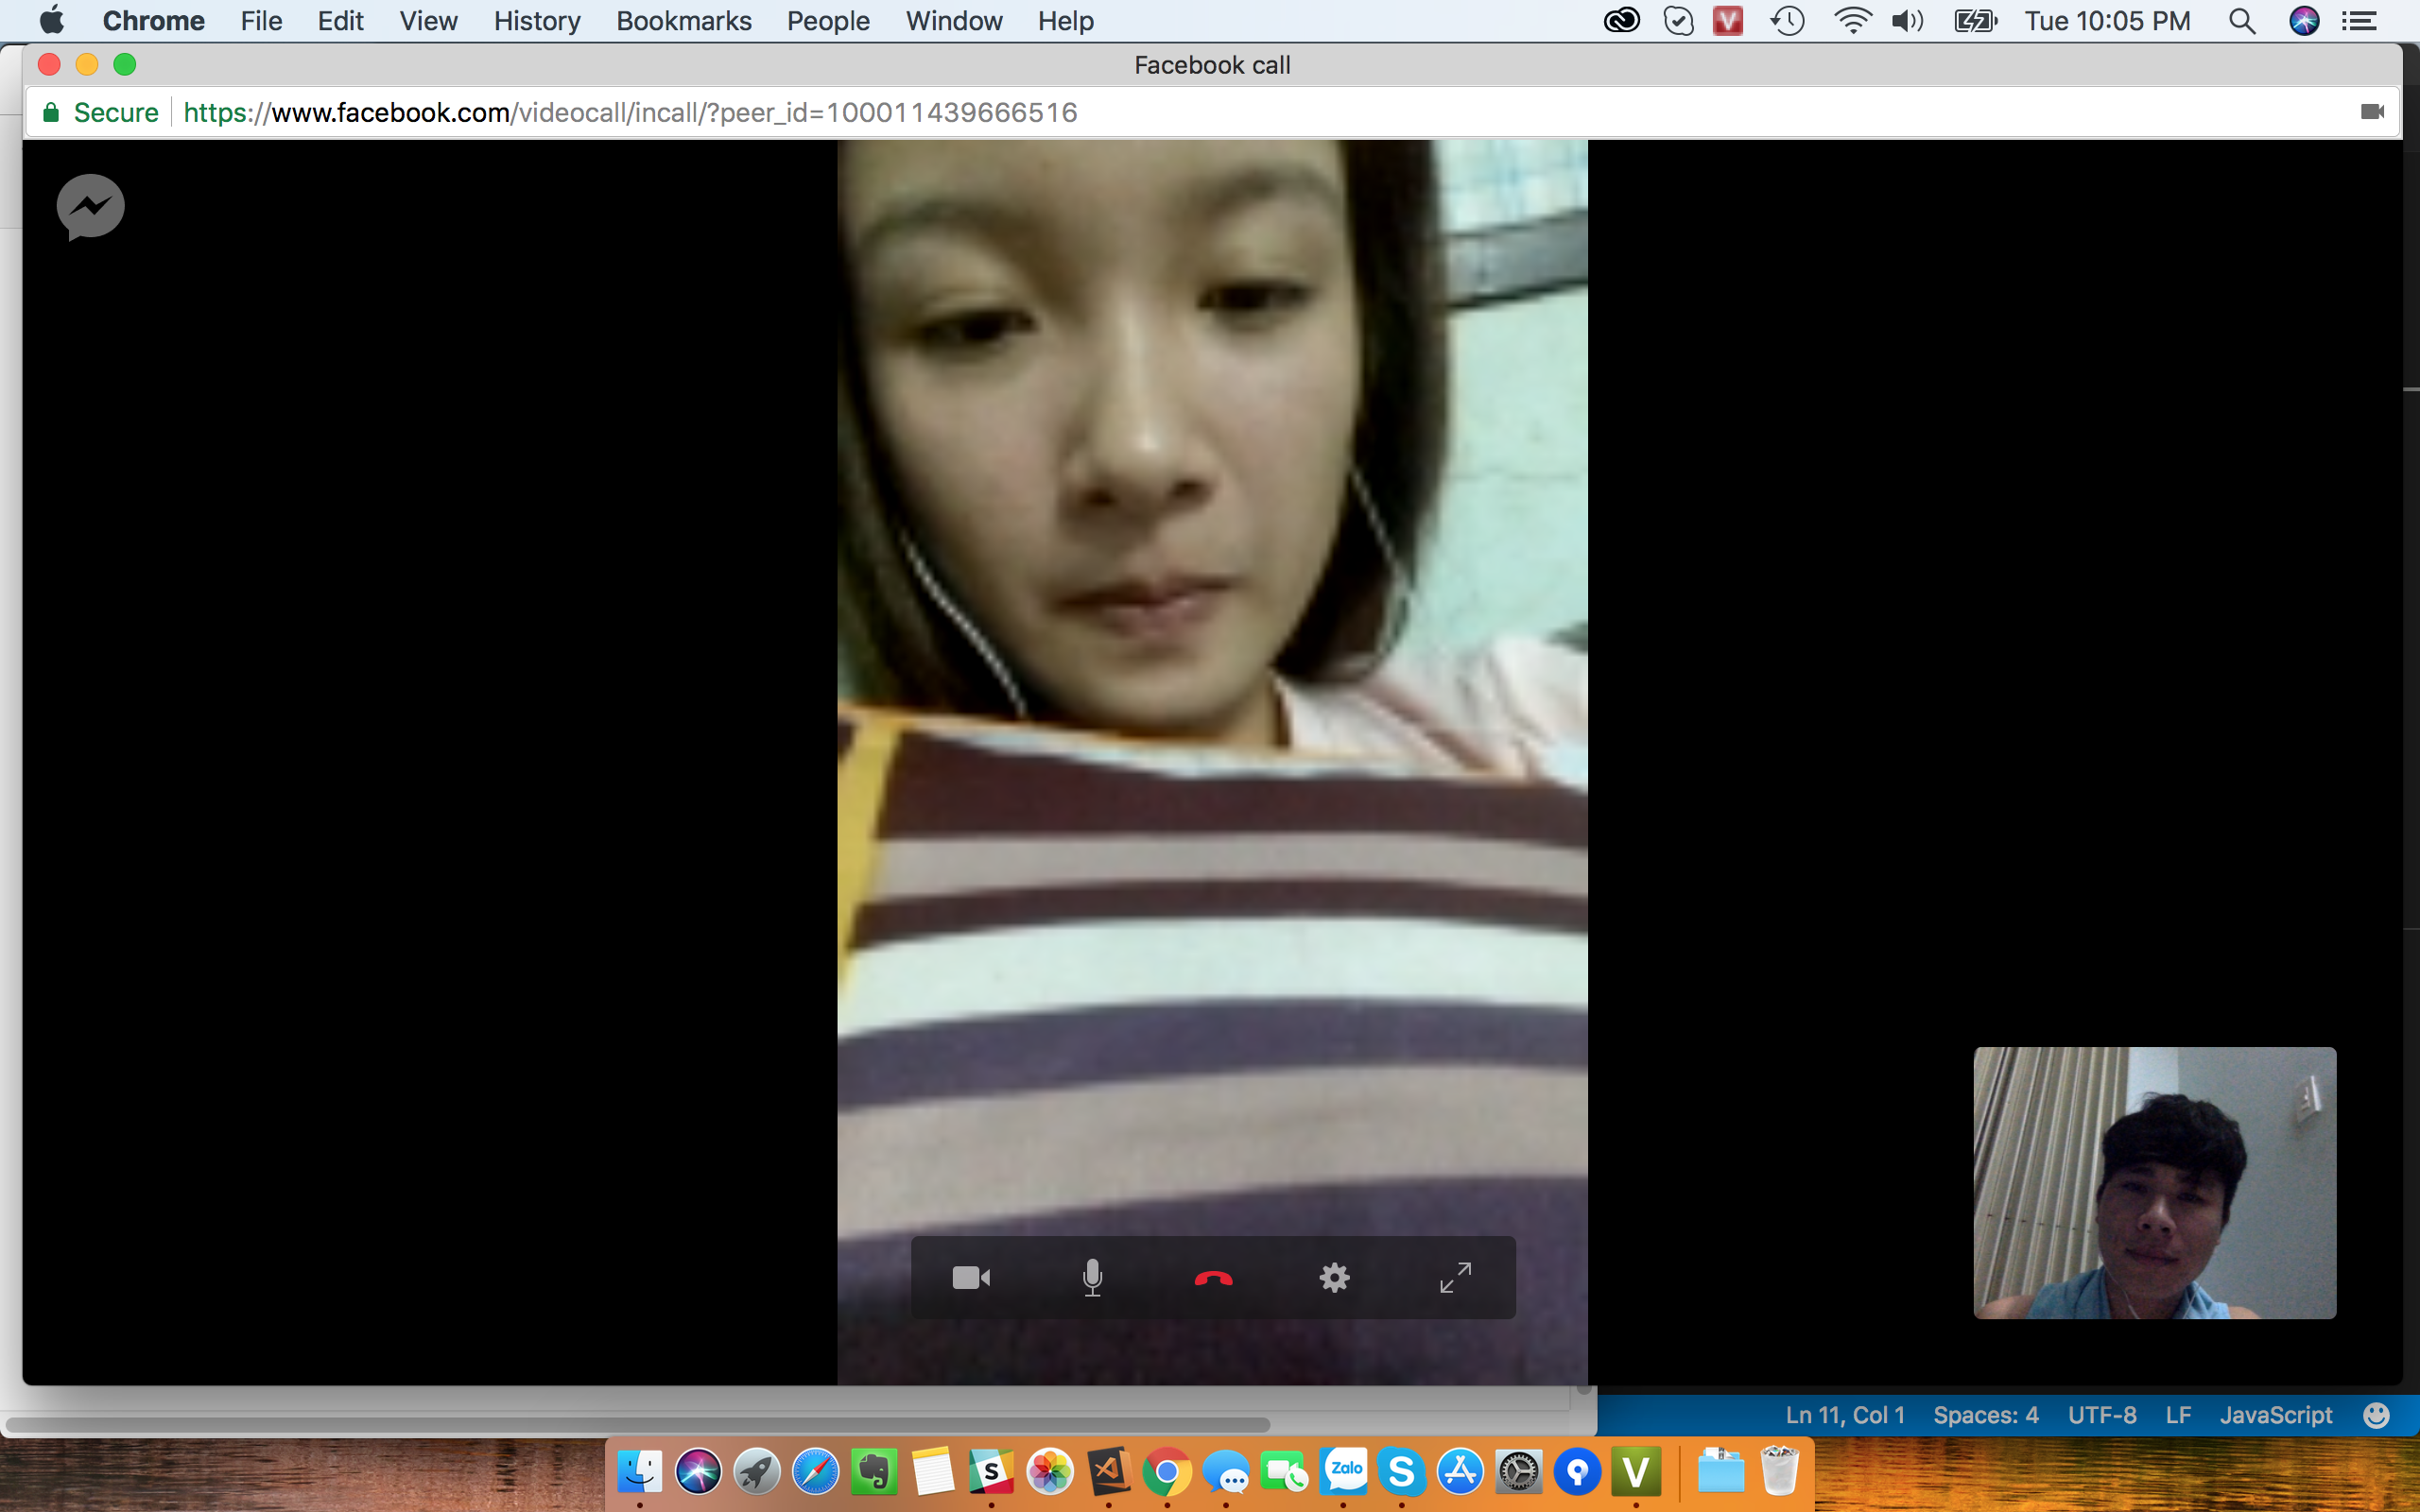 Chrome File Edit View History Bookmarks People Window Help V Tue 10:05 PM
Facebook call
Secure https://www.facebook.com/videocall/incall/?peer_id=100011439666516
Ln 11, Col 1 Spaces: 4 UTF-8 LF JavaScript
S Zalo S V